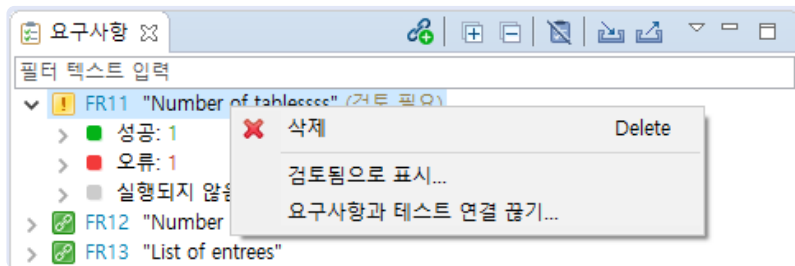 요구사항
필터 텍스트 입력
FR11 "Number of tablessss" (검토 필요)
성공: 1
오류: 1
실행되지 않음
FR12 "Number
FR13 "List of entrees"
삭제 Delete
검토됨으로 표시...
요구사항과 테스트 연결 끊기...